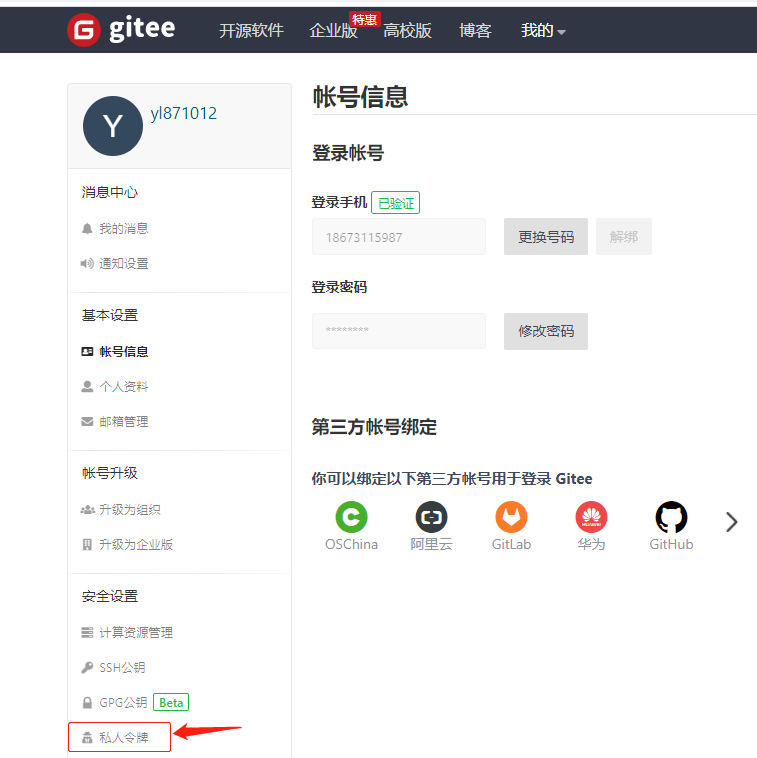 G gitee 开源软件 企业版 特惠 高校版 博客 我的
Y yl871012
消息中心
我的消息
通知设置
基本设置
帐号信息
个人资料
邮箱管理
帐号升级
升级为组织
升级为企业版
安全设置
计算资源管理
SSH公钥
GPG公钥 Beta
私人令牌
帐号信息
登录帐号
登录手机 已验证
18673115987 更换号码 解绑
登录密码
******** 修改密码
第三方帐号绑定
你可以绑定以下第三方帐号用于登录 Gitee
HUAWEI
OSChina 阿里云 GitLab 华为 GitHub